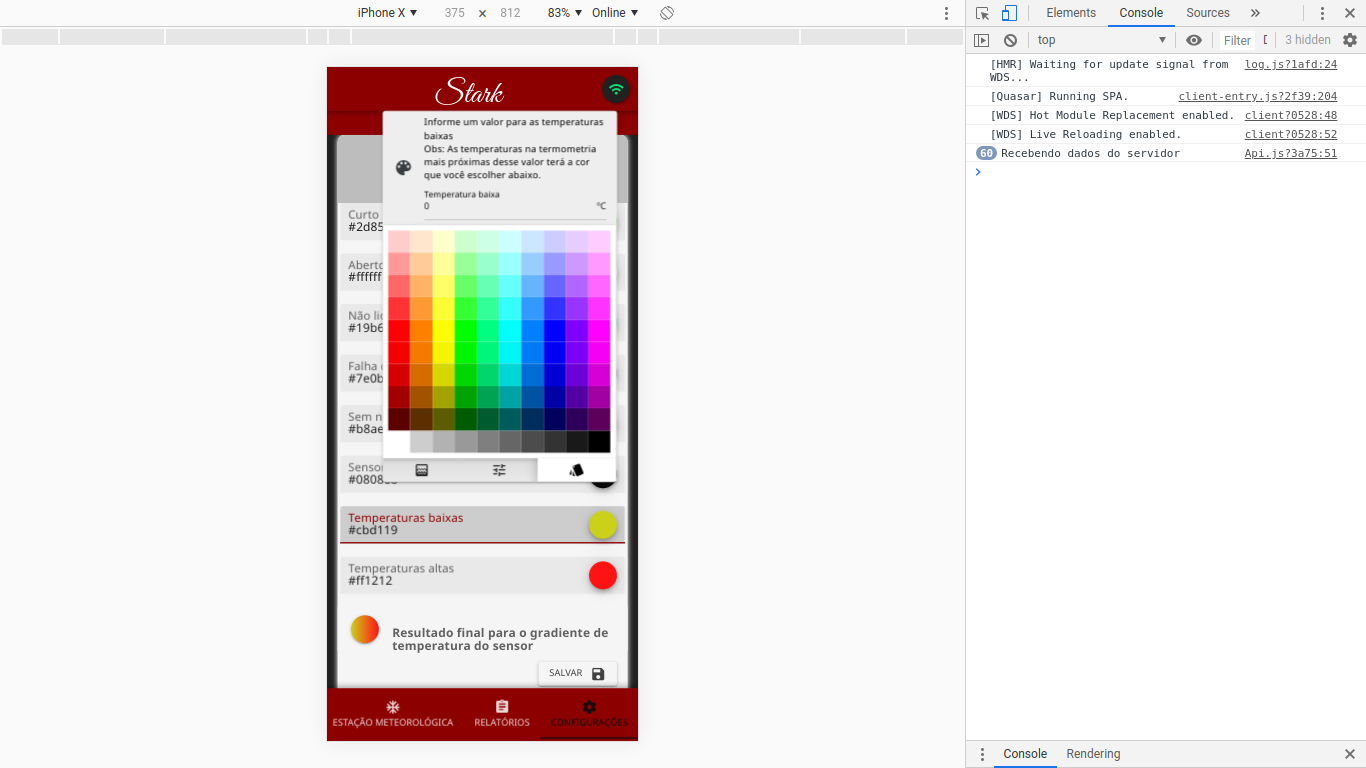 iPhone X 375 × 812 83% Online
Elements Console Sources
top Filter 3 hidden
[HMR] Waiting for update signal from WDS... log.js?1afd:24
[Quasar] Running SPA. client-entry.js?2f39:204
[WDS] Hot Module Replacement enabled. client?0528:48
[WDS] Live Reloading enabled. client?0528:52
60 Recebendo dados do servidor Api.js?3a75:51
Console Rendering
Stark
Informe um valor para as temperaturas
baixas
Obs: As temperaturas na termometria
mais próximas desse valor terá a cor
que você escolher abaixo.
Temperatura baixa
0 °C
Curto
#2d85
Aberto
#ffffff
Não li
#19b6
Falha
#7e0b
Sem n
#b8ae
Sensor
#0808
Temperaturas baixas
#cbd119
Temperaturas altas
#ff1212
Resultado final para o gradiente de
temperatura do sensor
SALVAR
ESTAÇÃO METEOROLÓGICA RELATÓRIOS CONFIGURAÇÕES